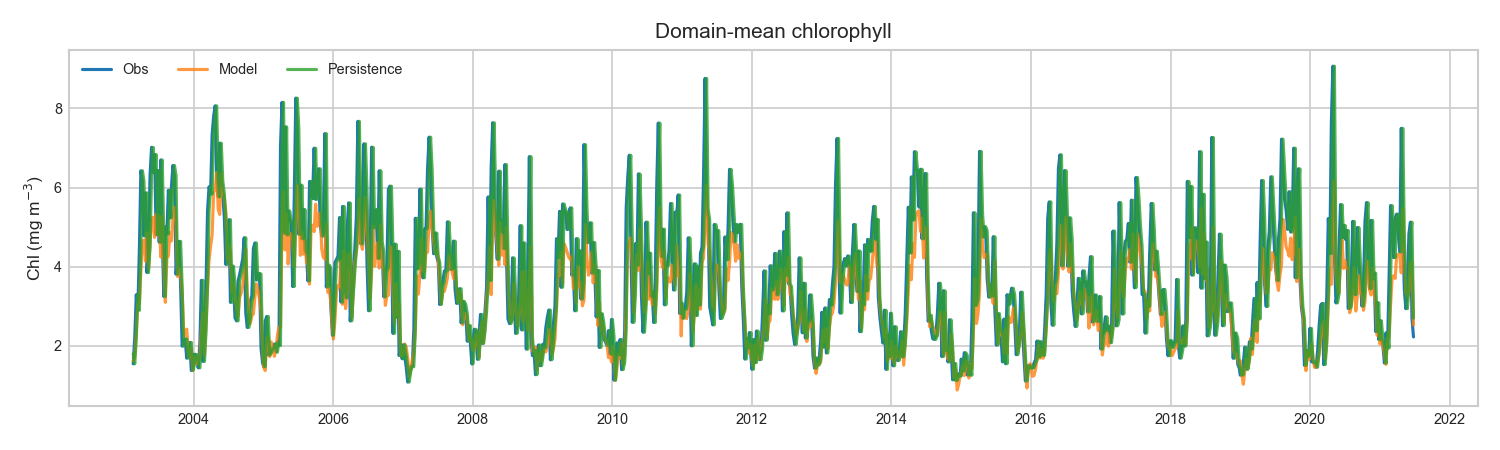 Domain-mean chlorophyll
Obs Model Persistence
Chl (mg m⁻³)
8
6
4
2
2004 2006 2008 2010 2012 2014 2016 2018 2020 2022